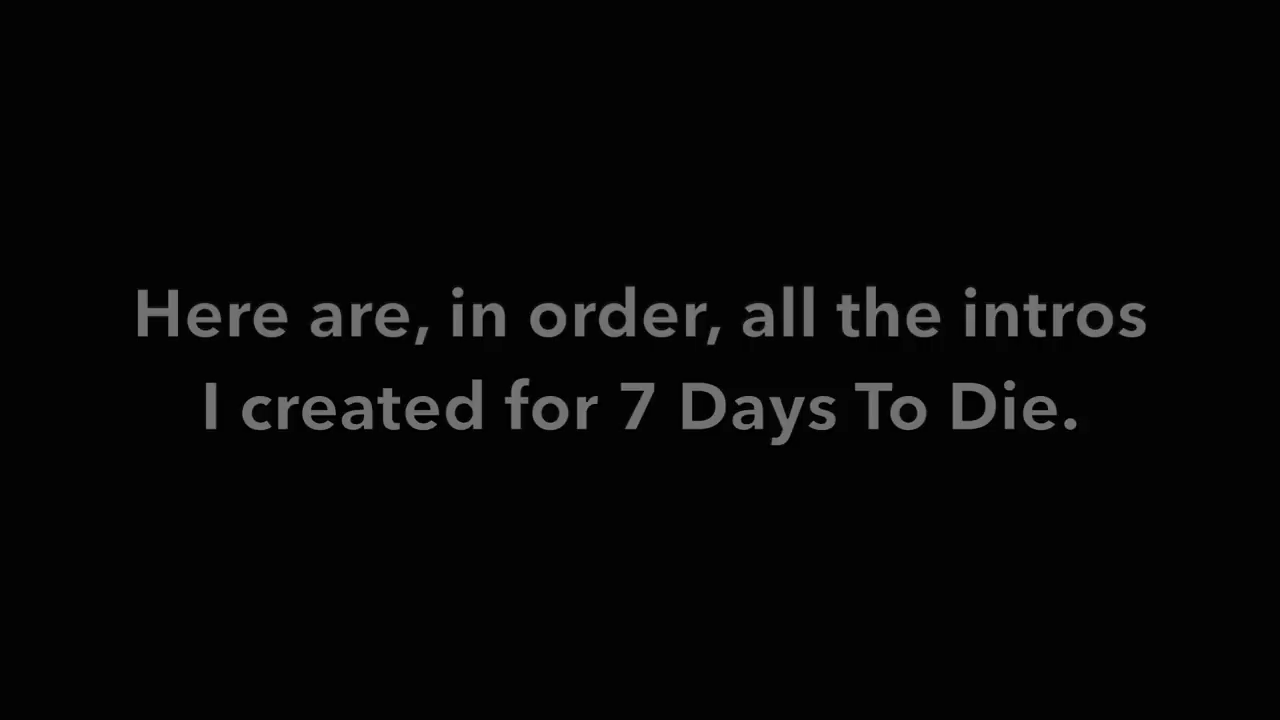 Here are, in order, all the intros
I created for 7 Days To Die.